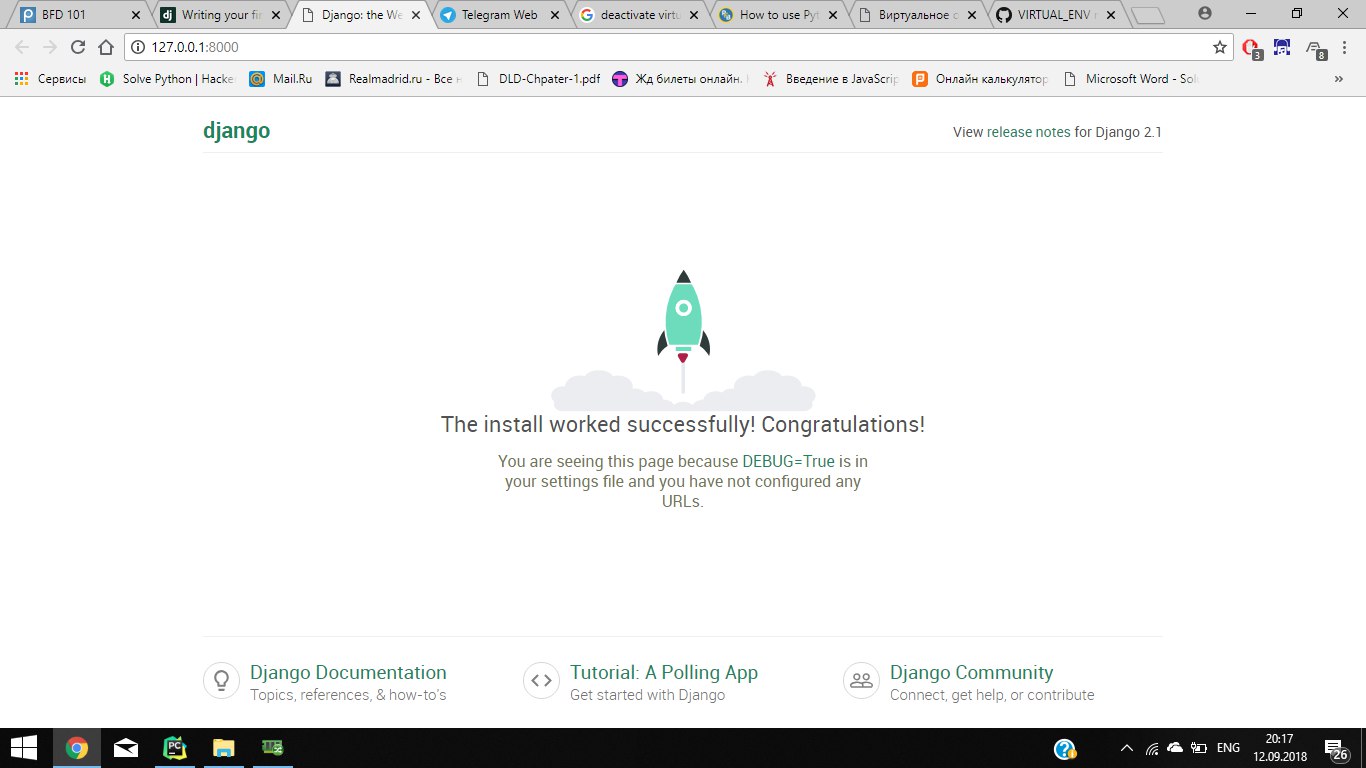 BFD 101
Writing your fir
Django: the We
Telegram Web
deactivate virtu
How to use Pyt
Виртуальное с
VIRTUAL_ENV r
127.0.0.1:8000
3
8
Сервисы
Solve Python | Hacke
Mail.Ru
Realmadrid.ru - Все н
DLD-Chpater-1.pdf
Жд билеты онлайн.
Введение в JavaScrip
Онлайн калькулятор
Microsoft Word - Solu
»
django
View release notes for Django 2.1
The install worked successfully! Congratulations!
You are seeing this page because DEBUG=True is in
your settings file and you have not configured any
URLs.
Django Documentation
Topics, references, & how-to's
Tutorial: A Polling App
Get started with Django
Django Community
Connect, get help, or contribute
PC
ENG
20:17
12.09.2018
26